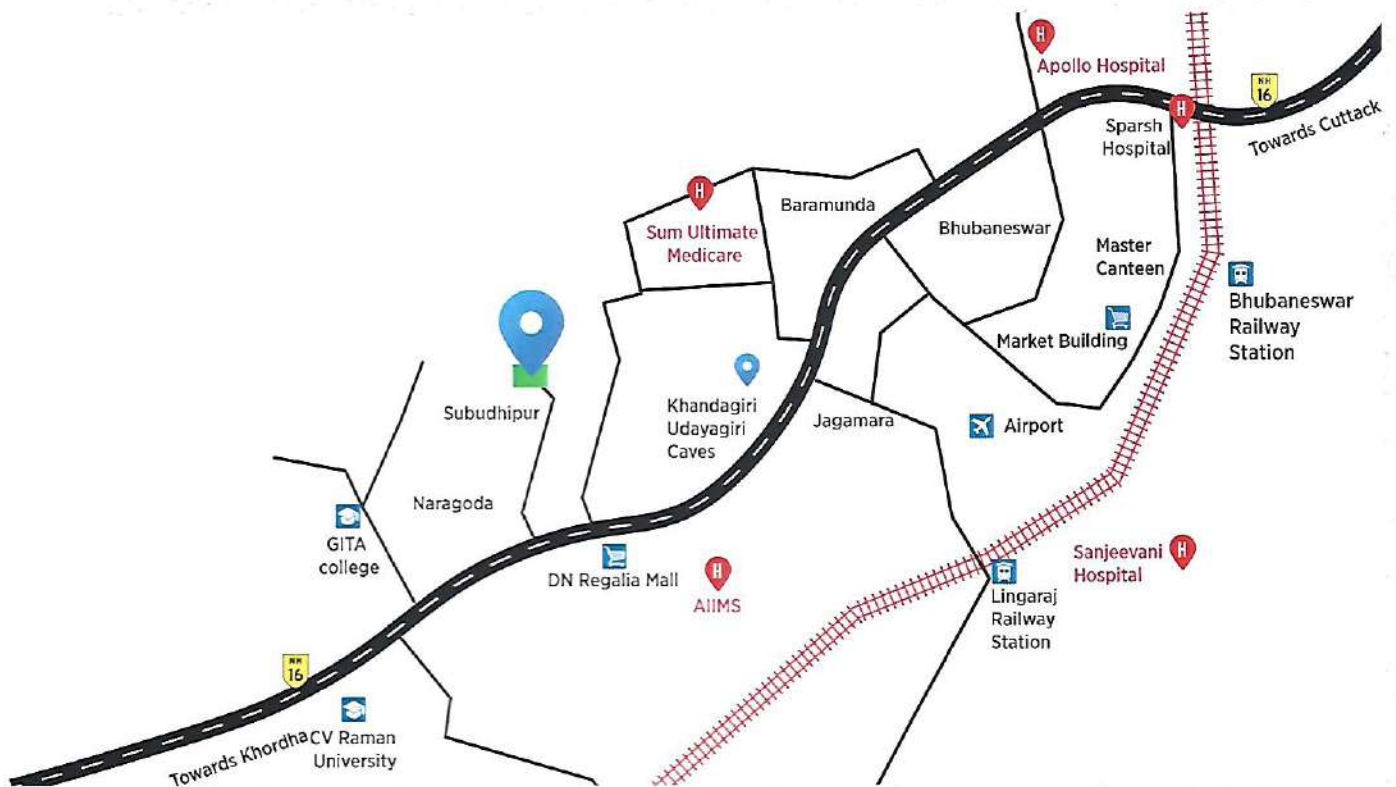 H
Apollo Hospital
NH
16
H
Sparsh
Hospital
Towards Cuttack
H
Sum Ultimate
Medicare
Baramunda
Bhubaneswar
Master
Canteen
Bhubaneswar
Railway
Station
Market Building
Subudhipur
Khandagiri
Udayagiri
Caves
Jagamara
Airport
Naragoda
GITA
college
DN Regalia Mall
H
AIIMS
Sanjeevani
Hospital
H
Lingaraj
Railway
Station
NH
16
Towards Khordha
CV Raman
University